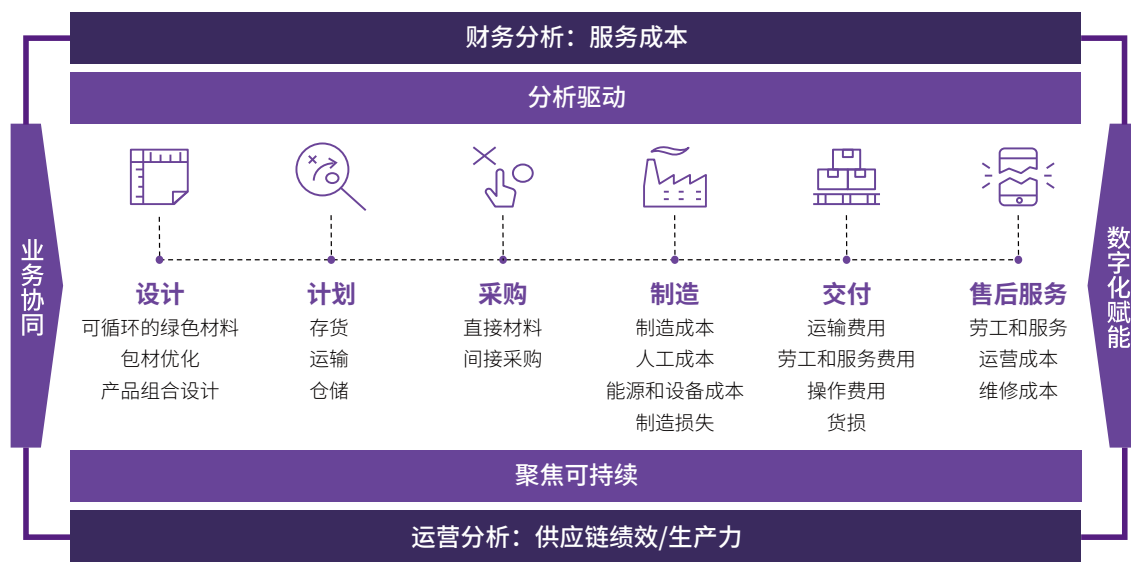 财务分析：服务成本
分析驱动
业务协同
数字化赋能
设计
可循环的绿色材料
包材优化
产品组合设计
计划
存货
运输
仓储
采购
直接材料
间接采购
制造
制造成本
人工成本
能源和设备成本
制造损失
交付
运输费用
劳工和服务费用
操作费用
货损
售后服务
劳工和服务
运营成本
维修成本
聚焦可持续
运营分析：供应链绩效/生产力